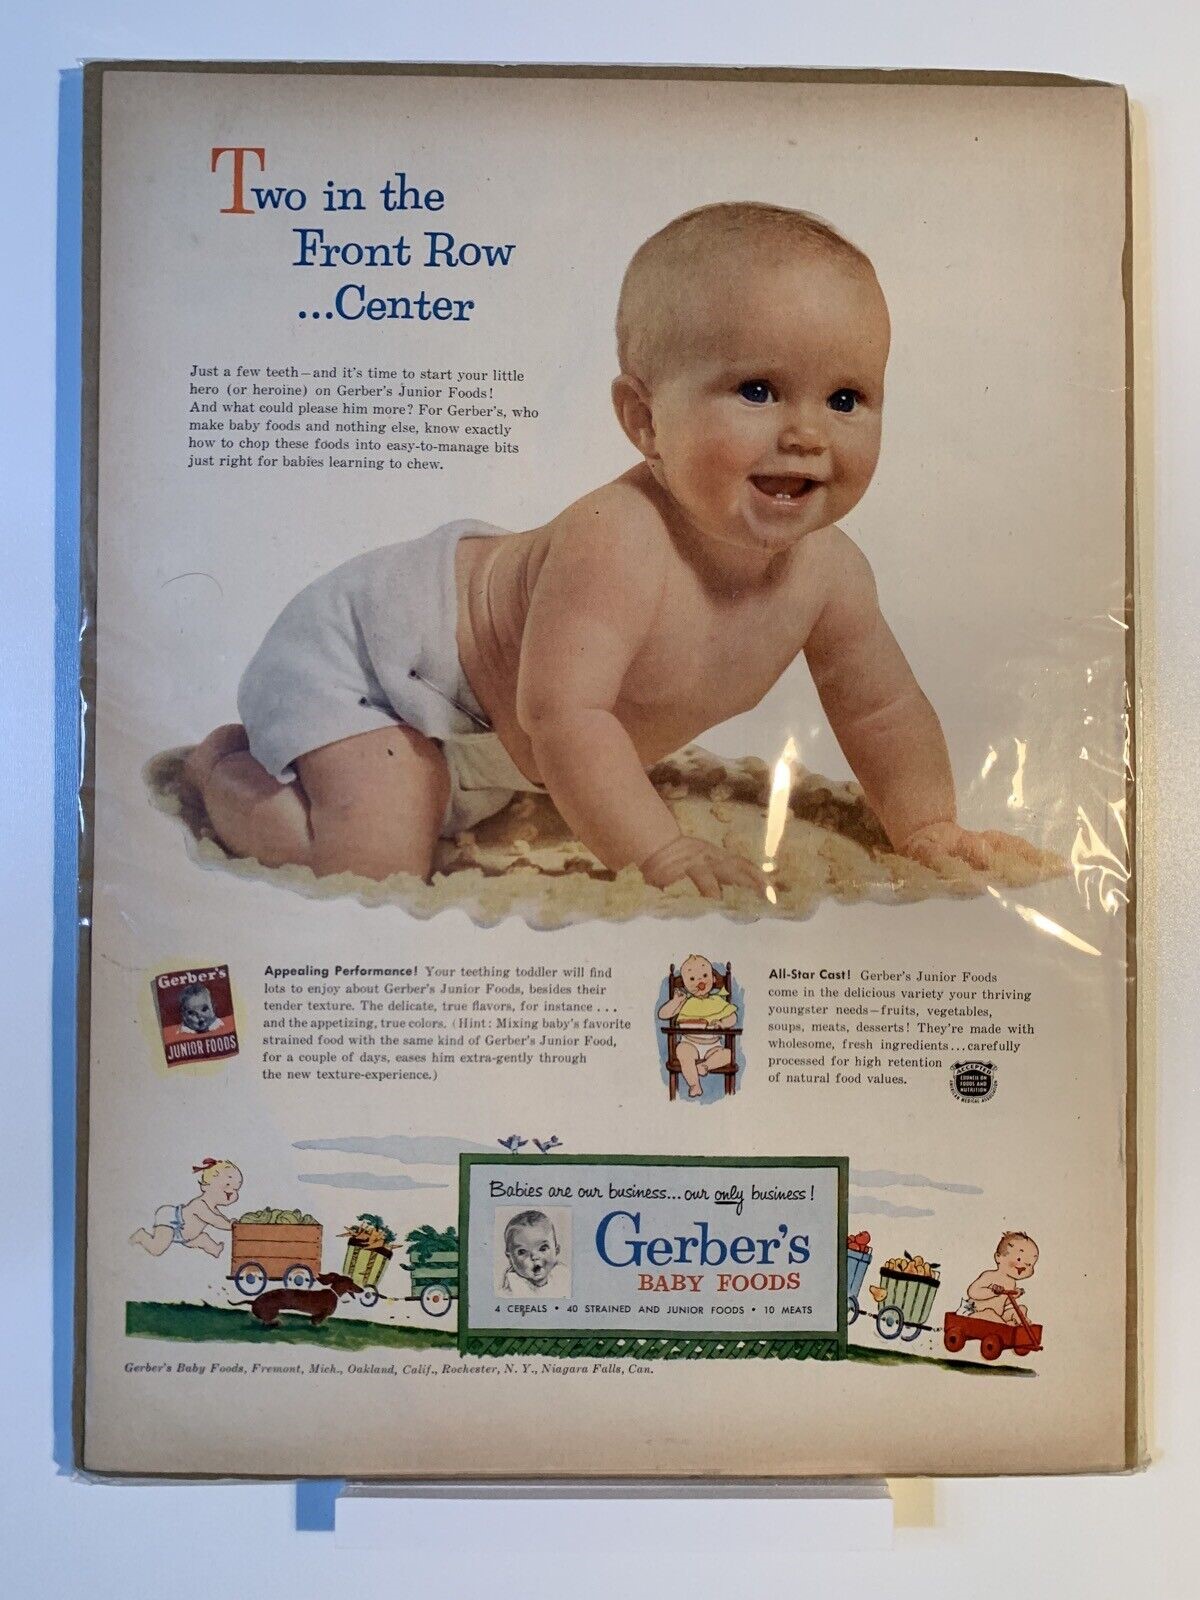 Two in the
Front Row
...Center
Just a few teeth—and it's time to start your little
hero (or heroine) on Gerber's Junior Foods!
And what could please him more? For Gerber's, who
make baby foods and nothing else, know exactly
how to chop these foods into easy-to-manage bits
just right for babies learning to chew.
Gerber's
JUNIOR FOODS
Appealing Performance! Your teething toddler will find
lots to enjoy about Gerber's Junior Foods, besides their
tender texture. The delicate, true flavors, for instance ...
and the appetizing, true colors. (Hint: Mixing baby's favorite
strained food with the same kind of Gerber's Junior Food,
for a couple of days, eases him extra-gently through
the new texture-experience.)
All-Star Cast! Gerber's Junior Foods
come in the delicious variety your thriving
youngster needs—fruits, vegetables,
soups, meats, desserts! They're made with
wholesome, fresh ingredients...carefully
processed for high retention
of natural food values.
ACCEPTED
COUNCIL ON
FOODS AND
NUTRITION
AMERICAN MEDICAL ASSOCIATION
Babies are our business...our only business!
Gerber's
BABY FOODS
4 CEREALS • 40 STRAINED AND JUNIOR FOODS • 10 MEATS
Gerber's Baby Foods, Fremont, Mich., Oakland, Calif., Rochester, N. Y., Niagara Falls, Can.